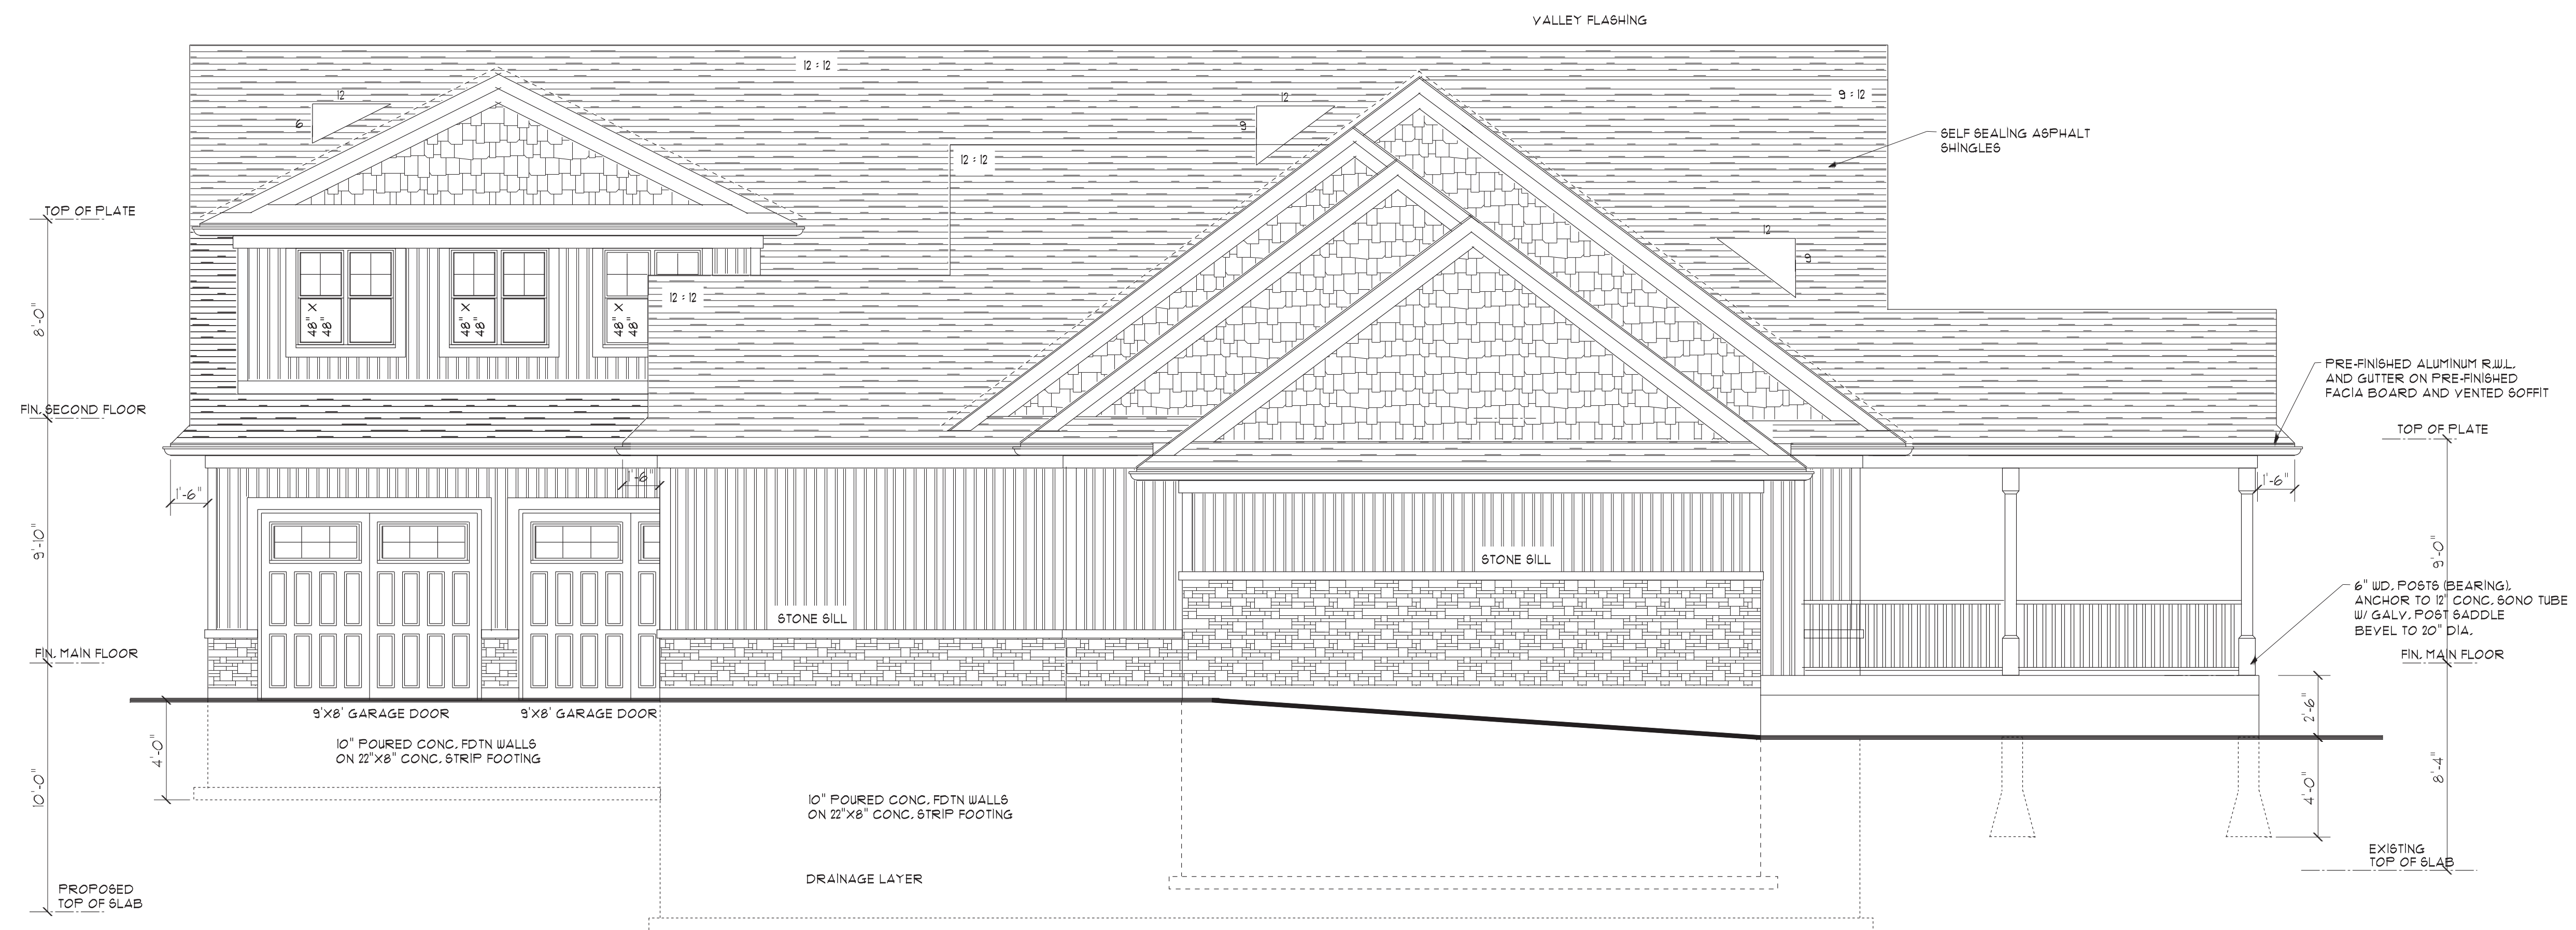 VALLEY FLASHING
12 : 12
12
6
12
9
9 : 12
SELF SEALING ASPHALT
SHINGLES
12 : 12
TOP OF PLATE
12
9
12 : 12
48" X
48"
48" X
48"
48" X
48"
8'-0"
PRE-FINISHED ALUMINUM R.W.L.
AND GUTTER ON PRE-FINISHED
FACIA BOARD AND VENTED SOFFIT
FIN. SECOND FLOOR
TOP OF PLATE
1'-6"
1'-6"
1'-6"
9'-10"
9'-0"
STONE SILL
STONE SILL
6" WD. POSTS (BEARING),
ANCHOR TO 12" CONC. SONO TUBE
W/ GALV. POST SADDLE
BEVEL TO 20" DIA.
FIN. MAIN FLOOR
FIN. MAIN FLOOR
9'X8' GARAGE DOOR
9'X8' GARAGE DOOR
2'-6"
4'-0"
10" POURED CONC. FDTN WALLS
ON 22"X8" CONC. STRIP FOOTING
10'-0"
4'-0"
8'-4"
10" POURED CONC. FDTN WALLS
ON 22"X8" CONC. STRIP FOOTING
EXISTING
TOP OF SLAB
DRAINAGE LAYER
PROPOSED
TOP OF SLAB